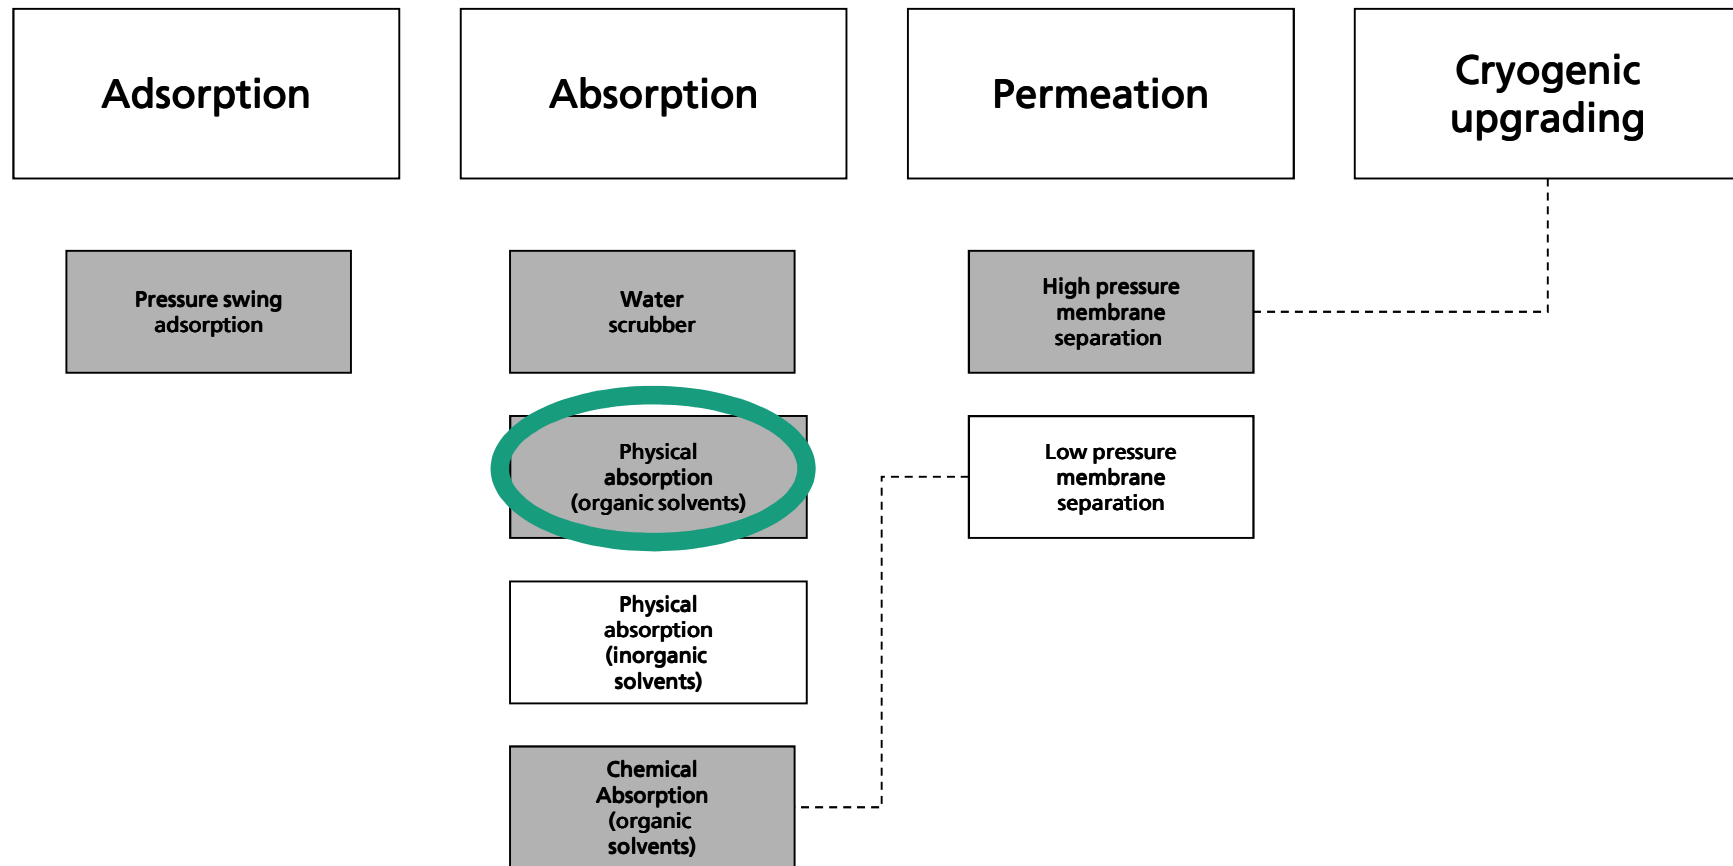 Adsorption
Absorption
Permeation
Cryogenic
upgrading
Pressure swing
adsorption
Water
scrubber
High pressure
membrane
separation
Physical
absorption
(organic solvents)
Low pressure
membrane
separation
Physical
absorption
(inorganic
solvents)
Chemical
Absorption
(organic
solvents)